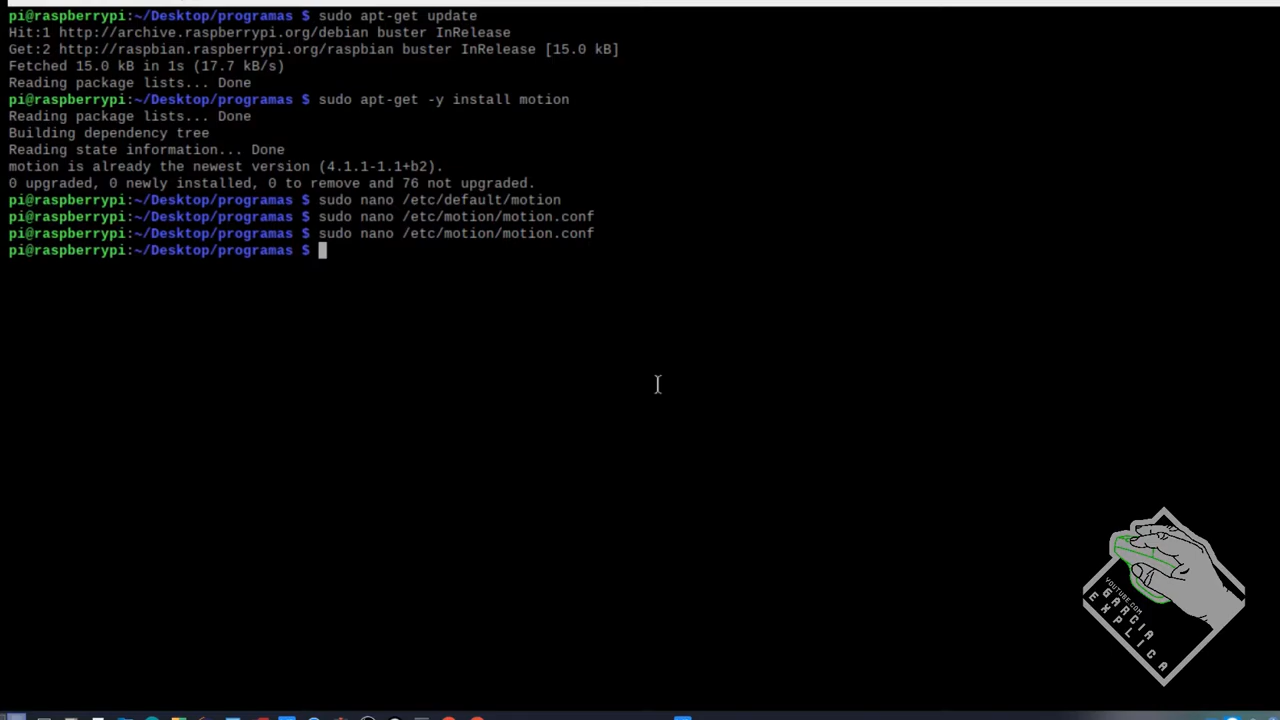 pi@raspberrypi:~/Desktop/programas $ sudo apt-get update
Hit:1 http://archive.raspberrypi.org/debian buster InRelease
Get:2 http://raspbian.raspberrypi.org/raspbian buster InRelease [15.0 kB]
Fetched 15.0 kB in 1s (17.7 kB/s)
Reading package lists... Done
pi@raspberrypi:~/Desktop/programas $ sudo apt-get -y install motion
Reading package lists... Done
Building dependency tree
Reading state information... Done
motion is already the newest version (4.1.1-1.1+b2).
0 upgraded, 0 newly installed, 0 to remove and 76 not upgraded.
pi@raspberrypi:~/Desktop/programas $ sudo nano /etc/default/motion
pi@raspberrypi:~/Desktop/programas $ sudo nano /etc/motion/motion.conf
pi@raspberrypi:~/Desktop/programas $ sudo nano /etc/motion/motion.conf
pi@raspberrypi:~/Desktop/programas $
YOUTUBE.COM
GARCIA
EXPLICA